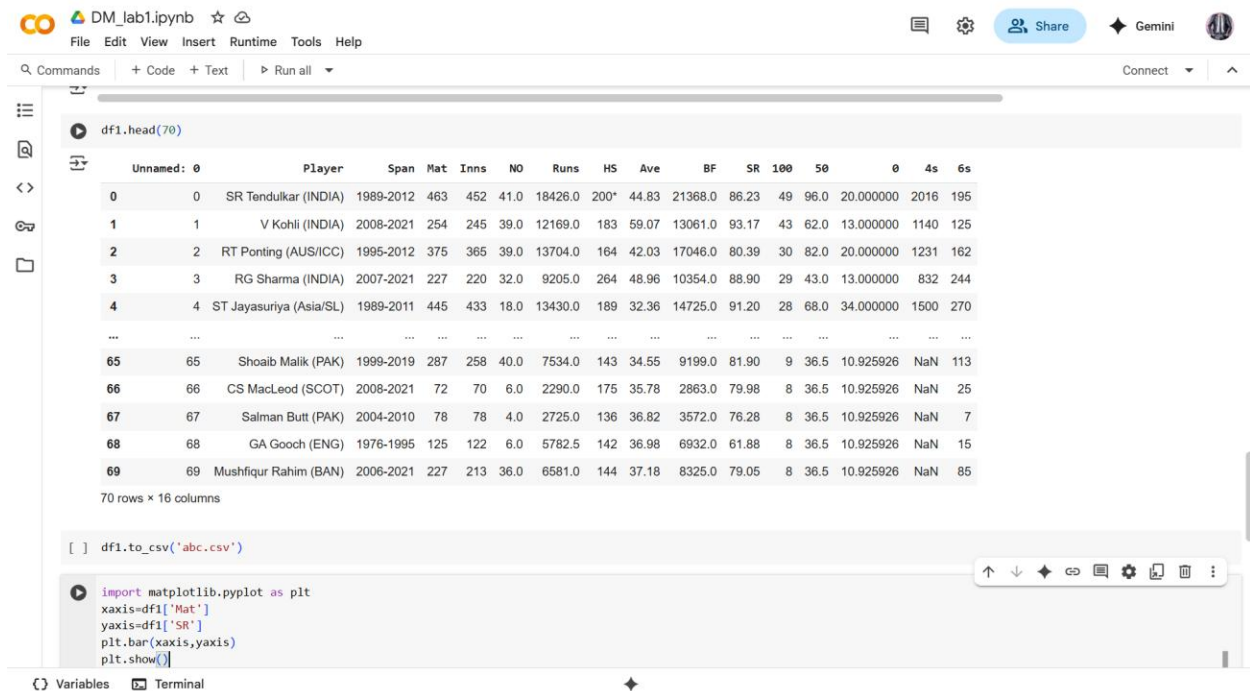 CO DM_lab1.ipynb
File Edit View Insert Runtime Tools Help
Share Gemini
Commands + Code + Text Run all Connect
df1.head(70)
Unnamed: 0 Player Span Mat Inns NO Runs HS Ave BF SR 100 50 0 4s 6s
0 0 SR Tendulkar (INDIA) 1989-2012 463 452 41.0 18426.0 200* 44.83 21368.0 86.23 49 96.0 20.000000 2016 195
1 1 V Kohli (INDIA) 2008-2021 254 245 39.0 12169.0 183 59.07 13061.0 93.17 43 62.0 13.000000 1140 125
2 2 RT Ponting (AUS/ICC) 1995-2012 375 365 39.0 13704.0 164 42.03 17046.0 80.39 30 82.0 20.000000 1231 162
3 3 RG Sharma (INDIA) 2007-2021 227 220 32.0 9205.0 264 48.96 10354.0 88.90 29 43.0 13.000000 832 244
4 4 ST Jayasuriya (Asia/SL) 1989-2011 445 433 18.0 13430.0 189 32.36 14725.0 91.20 28 68.0 34.000000 1500 270
... ... ... ... ... ... ... ... ... ... ... ... ... ... ... ... ...
65 65 Shoaib Malik (PAK) 1999-2019 287 258 40.0 7534.0 143 34.55 9199.0 81.90 9 36.5 10.925926 NaN 113
66 66 CS MacLeod (SCOT) 2008-2021 72 70 6.0 2290.0 175 35.78 2863.0 79.98 8 36.5 10.925926 NaN 25
67 67 Salman Butt (PAK) 2004-2010 78 78 4.0 2725.0 136 36.82 3572.0 76.28 8 36.5 10.925926 NaN 7
68 68 GA Gooch (ENG) 1976-1995 125 122 6.0 5782.5 142 36.98 6932.0 61.88 8 36.5 10.925926 NaN 15
69 69 Mushfiqur Rahim (BAN) 2006-2021 227 213 36.0 6581.0 144 37.18 8325.0 79.05 8 36.5 10.925926 NaN 85
70 rows × 16 columns
[ ] df1.to_csv('abc.csv')
import matplotlib.pyplot as plt
xaxis=df1['Mat']
yaxis=df1['SR']
plt.bar(xaxis,yaxis)
plt.show()
{} Variables Terminal